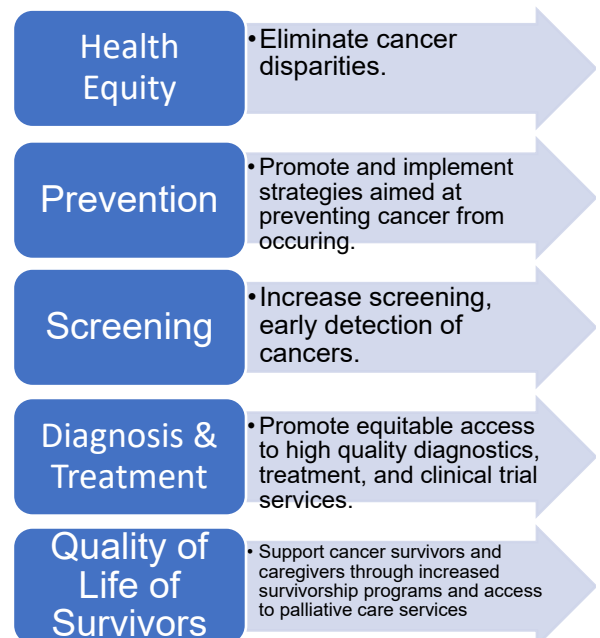 Health
Equity
• Eliminate cancer
disparities.
Prevention
• Promote and implement
strategies aimed at
preventing cancer from
occuring.
Screening
• Increase screening,
early detection of
cancers.
Diagnosis &
Treatment
• Promote equitable access
to high quality diagnostics,
treatment, and clinical trial
services.
Quality of
Life of
Survivors
• Support cancer survivors and
caregivers through increased
survivorship programs and access
to palliative care services